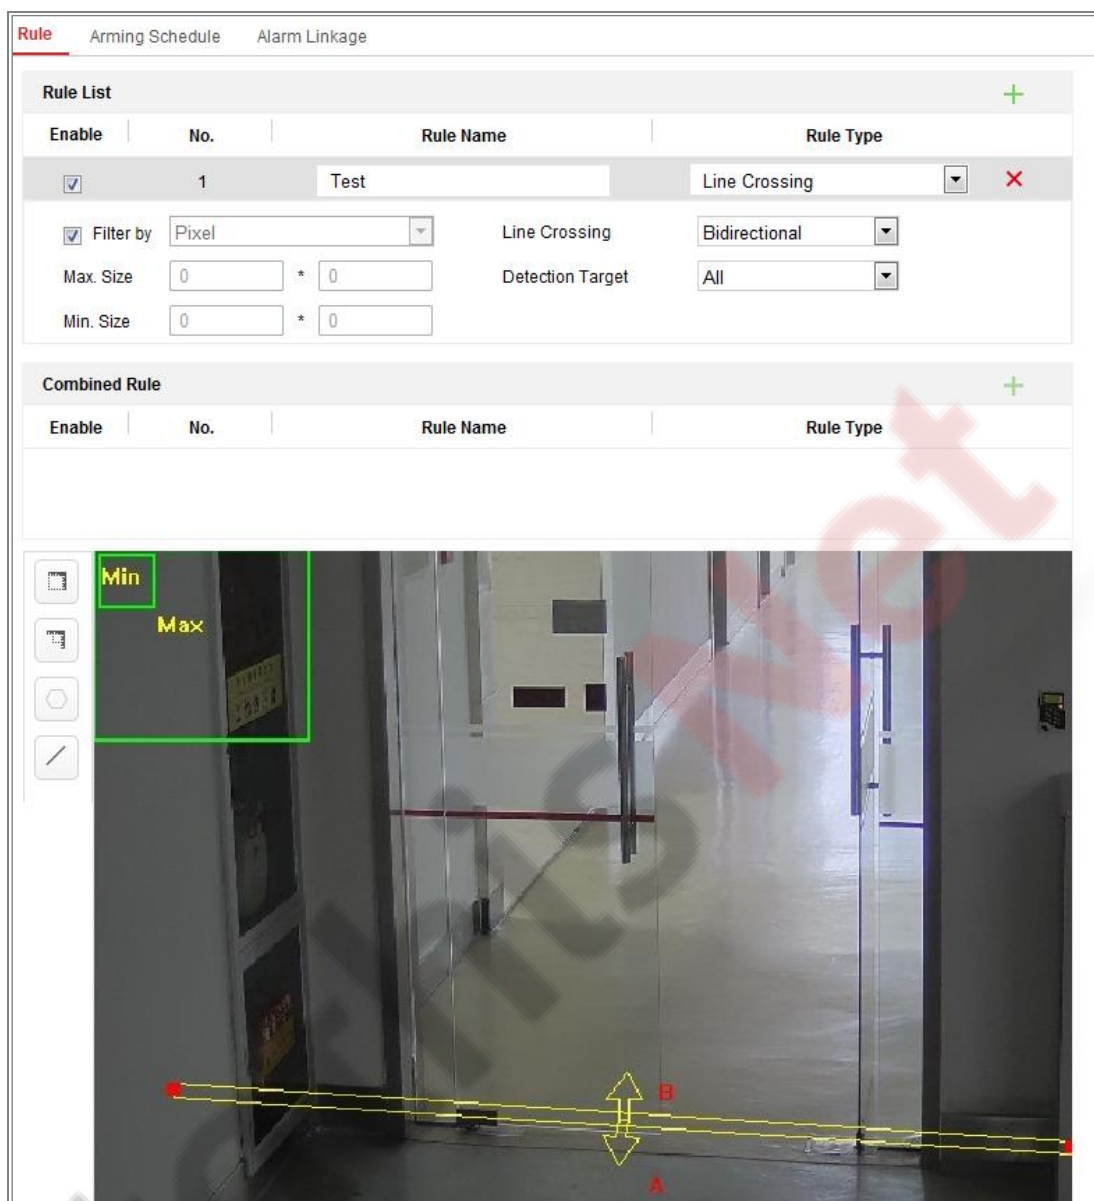 Rule Arming Schedule Alarm Linkage
Rule List +
Enable No. Rule Name Rule Type
1 Test Line Crossing
Filter by Pixel Line Crossing Bidirectional
Max. Size 0 * 0 Detection Target All
Min. Size 0 * 0
Combined Rule +
Enable No. Rule Name Rule Type
Min
Max
B
A